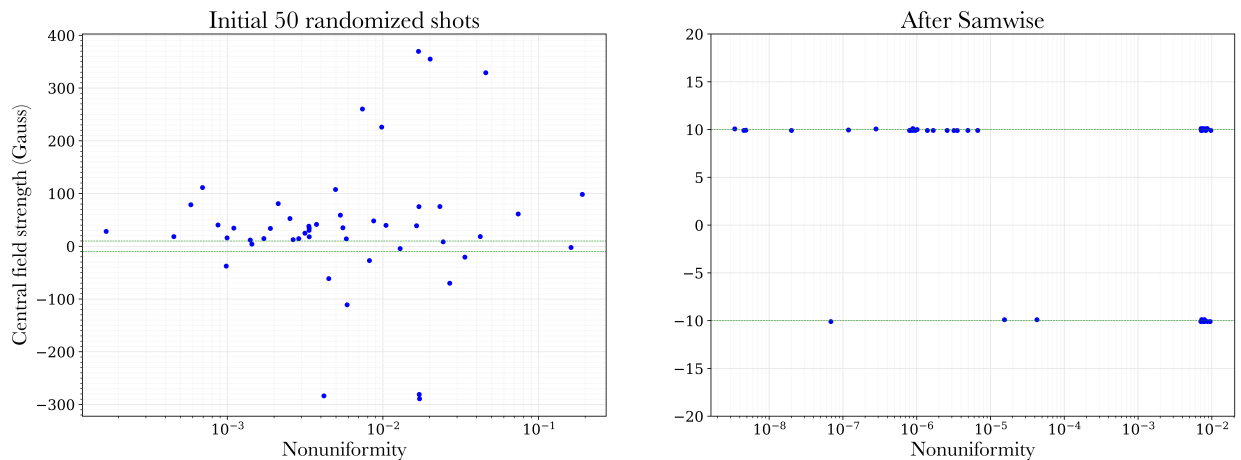 Initial 50 randomized shots
400
300
200
100
0
−100
−200
−300
Central field strength (Gauss)
10⁻³ 10⁻² 10⁻¹
Nonuniformity
After Samwise
20
15
10
5
0
−5
−10
−15
−20
10⁻⁸ 10⁻⁷ 10⁻⁶ 10⁻⁵ 10⁻⁴ 10⁻³ 10⁻²
Nonuniformity